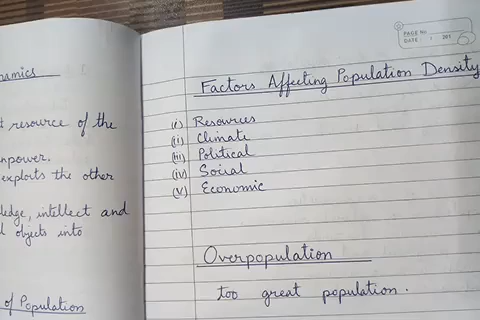 namics
t resource of the
npower.
exploits the other
ledge, intellect and
l objects into
of Population
PAGE No
DATE : 201
Factors Affecting Population Density
(i) Resources
(ii) Climate
(iii) Political
(iv) Social
(v) Economic
Overpopulation
too great population.